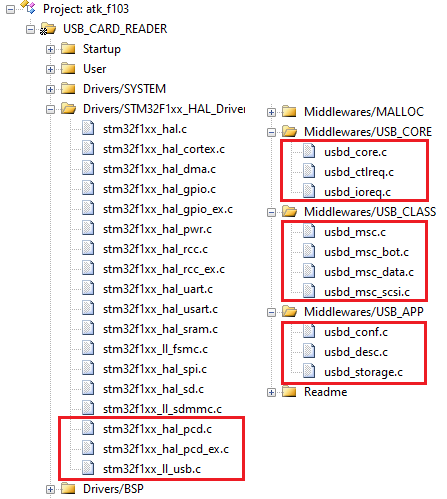 Project: atk_f103
USB_CARD_READER
Startup
User
Drivers/SYSTEM
Drivers/STM32F1xx_HAL_Driver
stm32f1xx_hal.c
stm32f1xx_hal_cortex.c
stm32f1xx_hal_dma.c
stm32f1xx_hal_gpio.c
stm32f1xx_hal_gpio_ex.c
stm32f1xx_hal_pwr.c
stm32f1xx_hal_rcc.c
stm32f1xx_hal_rcc_ex.c
stm32f1xx_hal_uart.c
stm32f1xx_hal_usart.c
stm32f1xx_hal_sram.c
stm32f1xx_ll_fsmc.c
stm32f1xx_hal_spi.c
stm32f1xx_hal_sd.c
stm32f1xx_ll_sdmmc.c
stm32f1xx_hal_pcd.c
stm32f1xx_hal_pcd_ex.c
stm32f1xx_ll_usb.c
Drivers/BSP
Middlewares/MALLOC
Middlewares/USB_CORE
usbd_core.c
usbd_ctlreq.c
usbd_ioreq.c
Middlewares/USB_CLASS
usbd_msc.c
usbd_msc_bot.c
usbd_msc_data.c
usbd_msc_scsi.c
Middlewares/USB_APP
usbd_conf.c
usbd_desc.c
usbd_storage.c
Readme